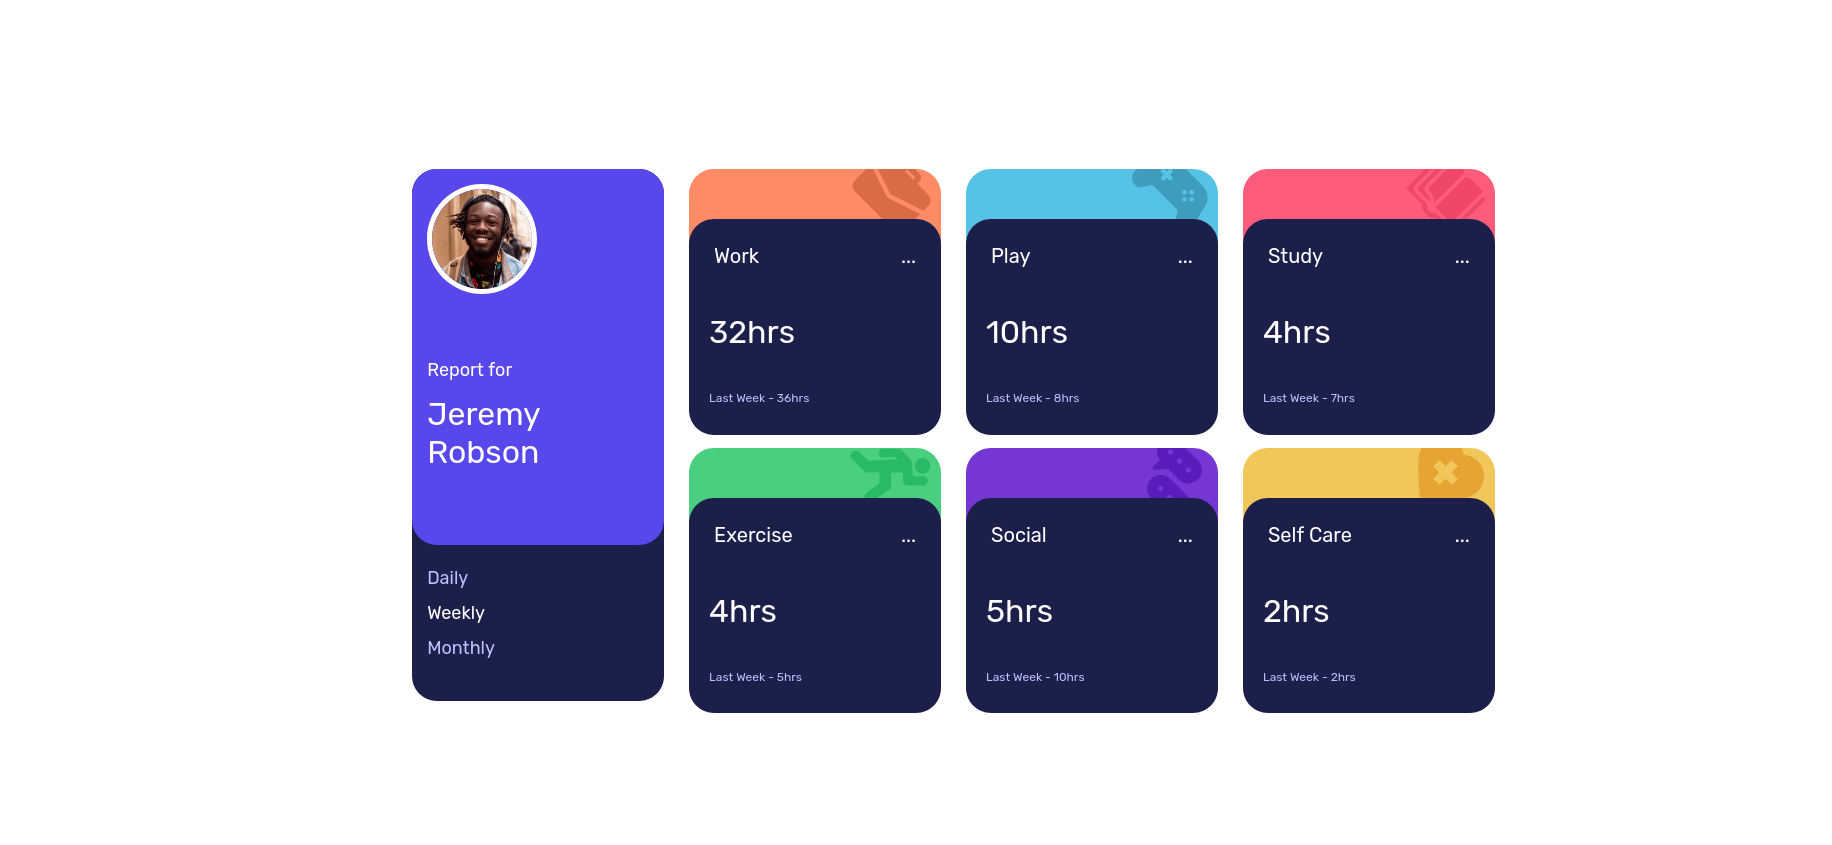 Report for
Jeremy
Robson
Daily
Weekly
Monthly
Work ...
32hrs
Last Week - 36hrs
Play ...
10hrs
Last Week - 8hrs
Study ...
4hrs
Last Week - 7hrs
Exercise ...
4hrs
Last Week - 5hrs
Social ...
5hrs
Last Week - 10hrs
Self Care ...
2hrs
Last Week - 2hrs